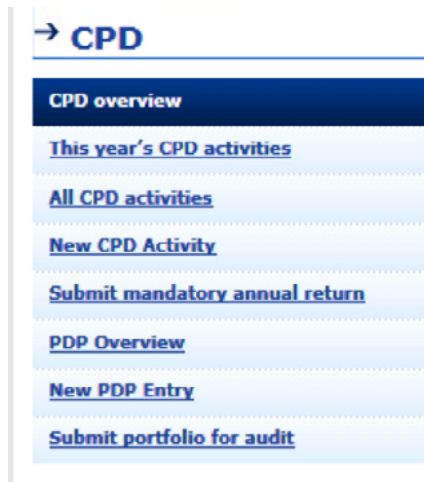 → CPD
CPD overview
This year's CPD activities
All CPD activities
New CPD Activity
Submit mandatory annual return
PDP Overview
New PDP Entry
Submit portfolio for audit